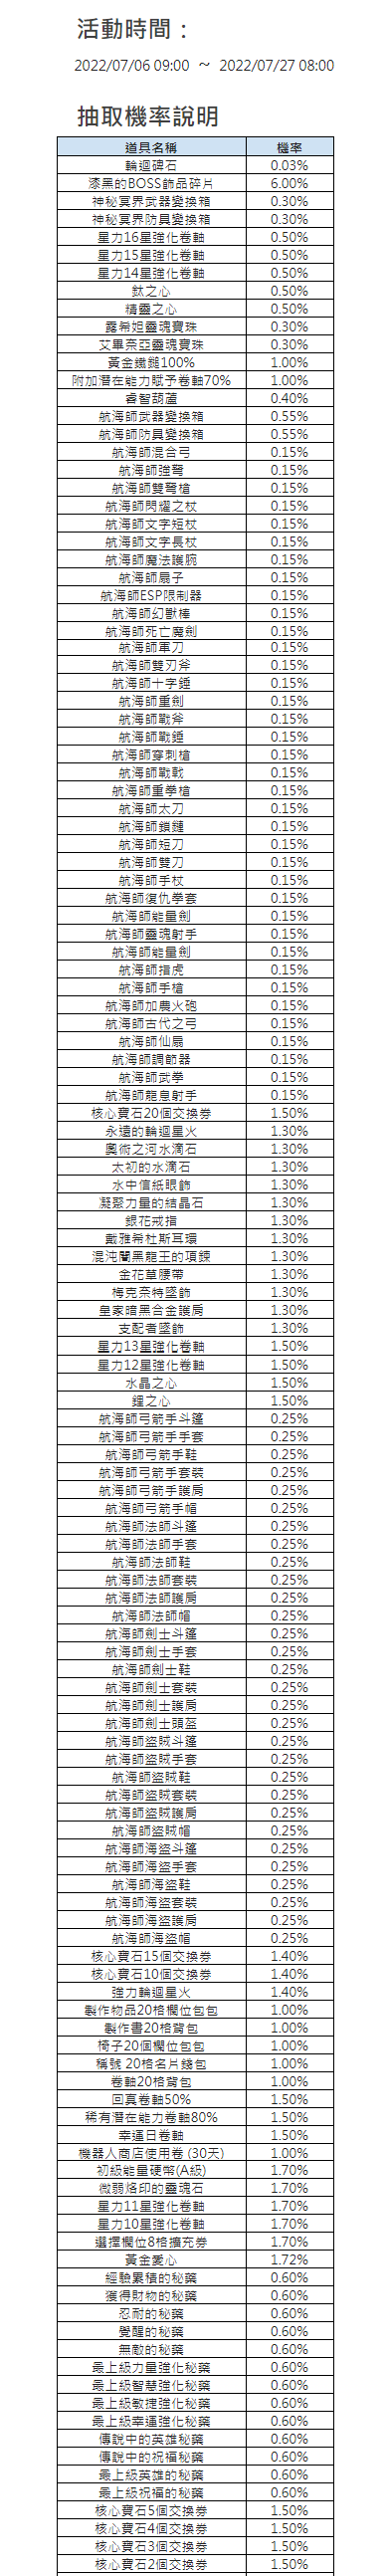 活動時間：
2022/07/06 09:00 ~ 2022/07/27 08:00
抽取機率說明
道具名稱 機率
輪迴碑石 0.03%
漆黑的BOSS飾品碎片 6.00%
神秘冥界武器變換箱 0.30%
神秘冥界防具變換箱 0.30%
星力16星強化卷軸 0.50%
星力15星強化卷軸 0.50%
星力14星強化卷軸 0.50%
鈦之心 0.50%
精靈之心 0.50%
露希妲靈魂寶珠 0.30%
艾畢奈亞靈魂寶珠 0.30%
黃金鐵鎚100% 1.00%
附加潛在能力賦予卷軸70% 1.00%
睿智葫蘆 0.40%
航海師武器變換箱 0.55%
航海師防具變換箱 0.55%
航海師混合弓 0.15%
航海師強弩 0.15%
航海師雙弩槍 0.15%
航海師閃耀之杖 0.15%
航海師文字短杖 0.15%
航海師文字長杖 0.15%
航海師魔法護腕 0.15%
航海師扇子 0.15%
航海師ESP限制器 0.15%
航海師幻獸棒 0.15%
航海師死亡魔劍 0.15%
航海師軍刀 0.15%
航海師雙刃斧 0.15%
航海師十字錘 0.15%
航海師重劍 0.15%
航海師戰斧 0.15%
航海師戰錘 0.15%
航海師穿刺槍 0.15%
航海師戰戟 0.15%
航海師重拳槍 0.15%
航海師太刀 0.15%
航海師鎖鏈 0.15%
航海師短刀 0.15%
航海師雙刀 0.15%
航海師手杖 0.15%
航海師復仇拳套 0.15%
航海師能量劍 0.15%
航海師靈魂射手 0.15%
航海師能量劍 0.15%
航海師指虎 0.15%
航海師手槍 0.15%
航海師加農火砲 0.15%
航海師古代之弓 0.15%
航海師仙扇 0.15%
航海師調節器 0.15%
航海師武拳 0.15%
航海師龍息射手 0.15%
核心寶石20個交換券 1.50%
永遠的輪迴星火 1.30%
奧術之河水滴石 1.30%
太初的水滴石 1.30%
水中信紙眼飾 1.30%
凝聚力量的結晶石 1.30%
銀花戒指 1.30%
戴雅希杜斯耳環 1.30%
混沌闇黑龍王的項鍊 1.30%
金花草腰帶 1.30%
梅克奈特墜飾 1.30%
皇家暗黑合金護肩 1.30%
支配者墜飾 1.30%
星力13星強化卷軸 1.50%
星力12星強化卷軸 1.50%
水晶之心 1.50%
鋰之心 1.50%
航海師弓箭手斗篷 0.25%
航海師弓箭手手套 0.25%
航海師弓箭手鞋 0.25%
航海師弓箭手套裝 0.25%
航海師弓箭手護肩 0.25%
航海師弓箭手帽 0.25%
航海師法師斗篷 0.25%
航海師法師手套 0.25%
航海師法師鞋 0.25%
航海師法師套裝 0.25%
航海師法師護肩 0.25%
航海師法師帽 0.25%
航海師劍士斗篷 0.25%
航海師劍士手套 0.25%
航海師劍士鞋 0.25%
航海師劍士套裝 0.25%
航海師劍士護肩 0.25%
航海師劍士頭盔 0.25%
航海師盜賊斗篷 0.25%
航海師盜賊手套 0.25%
航海師盜賊鞋 0.25%
航海師盜賊套裝 0.25%
航海師盜賊護肩 0.25%
航海師盜賊帽 0.25%
航海師海盜斗篷 0.25%
航海師海盜手套 0.25%
航海師海盜鞋 0.25%
航海師海盜套裝 0.25%
航海師海盜護肩 0.25%
航海師海盜帽 0.25%
核心寶石15個交換券 1.40%
核心寶石10個交換券 1.40%
強力輪迴星火 1.40%
製作物品20格欄位包包 1.00%
製作書20格背包 1.00%
椅子20個欄位包包 1.00%
稱號 20格名片錢包 1.00%
卷軸20格背包 1.00%
回真卷軸50% 1.50%
稀有潛在能力卷軸80% 1.50%
幸運日卷軸 1.50%
機器人商店使用卷 (30天) 1.00%
初級能量硬幣(A級) 1.70%
微弱烙印的靈魂石 1.70%
星力11星強化卷軸 1.70%
星力10星強化卷軸 1.70%
選擇欄位8格擴充券 1.70%
黃金愛心 1.72%
經驗累積的秘藥 0.60%
獲得財物的秘藥 0.60%
忍耐的秘藥 0.60%
覺醒的秘藥 0.60%
無敵的秘藥 0.60%
最上級力量強化秘藥 0.60%
最上級智慧強化秘藥 0.60%
最上級敏捷強化秘藥 0.60%
最上級幸運強化秘藥 0.60%
傳說中的英雄秘藥 0.60%
傳說中的祝福秘藥 0.60%
最上級英雄的秘藥 0.60%
最上級祝福的秘藥 0.60%
核心寶石5個交換券 1.50%
核心寶石4個交換券 1.50%
核心寶石3個交換券 1.50%
核心寶石2個交換券 1.50%